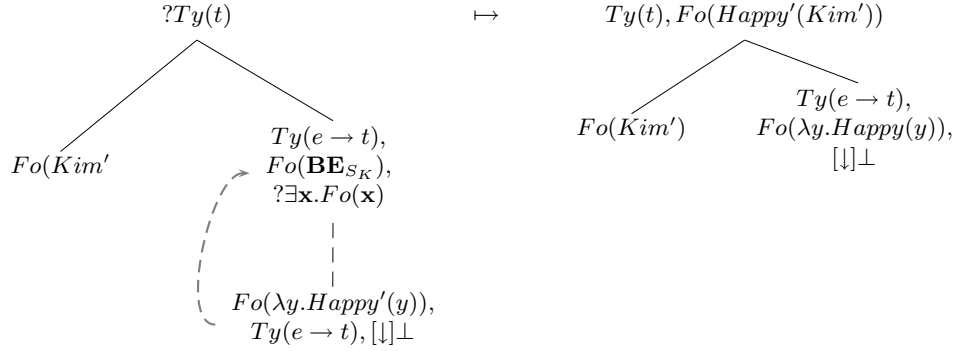 ?Ty(t) ↦ Ty(t), Fo(Happy′(Kim′))
Fo(Kim′
Ty(e → t),
Fo(BE_{S_K}),
?∃x.Fo(x)
Fo(λy.Happy′(y)),
Ty(e → t), [↓]⊥
Fo(Kim′)
Ty(e → t),
Fo(λy.Happy(y)),
[↓]⊥